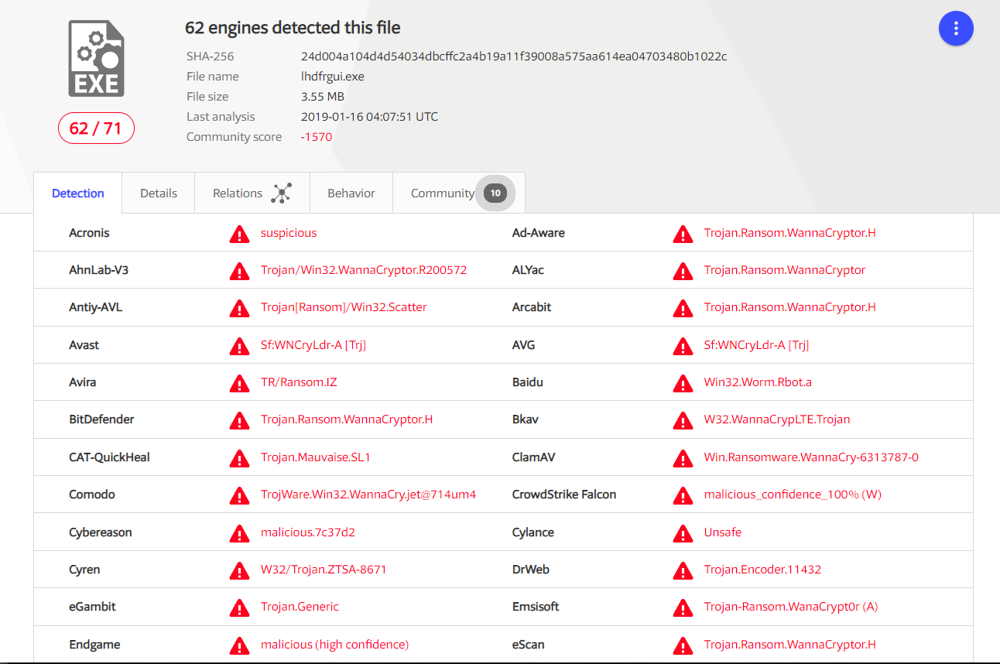 62 engines detected this file
SHA-256 24d004a104d4d54034dbcffc2a4b19a11f39008a575aa614ea04703480b1022c
File name lhdfrgui.exe
File size 3.55 MB
Last analysis 2019-01-16 04:07:51 UTC
Community score -1570
EXE
62 / 71
Detection Details Relations Behavior Community 10
Acronis suspicious Ad-Aware Trojan.Ransom.WannaCryptor.H
AhnLab-V3 Trojan/Win32.WannaCryptor.R200572 ALYac Trojan.Ransom.WannaCryptor
Antiy-AVL Trojan[Ransom]/Win32.Scatter Arcabit Trojan.Ransom.WannaCryptor.H
Avast Sf:WNCryLdr-A [Trj] AVG Sf:WNCryLdr-A [Trj]
Avira TR/Ransom.IZ Baidu Win32.Worm.Rbot.a
BitDefender Trojan.Ransom.WannaCryptor.H Bkav W32.WannaCrypLTE.Trojan
CAT-QuickHeal Trojan.Mauvaise.SL1 ClamAV Win.Ransomware.WannaCry-6313787-0
Comodo TrojWare.Win32.WannaCry.jet@714um4 CrowdStrike Falcon malicious_confidence_100% (W)
Cybereason malicious.7c37d2 Cylance Unsafe
Cyren W32/Trojan.ZTSA-8671 DrWeb Trojan.Encoder.11432
eGambit Trojan.Generic Emsisoft Trojan-Ransom.WanaCrypt0r (A)
Endgame malicious (high confidence) eScan Trojan.Ransom.WannaCryptor.H